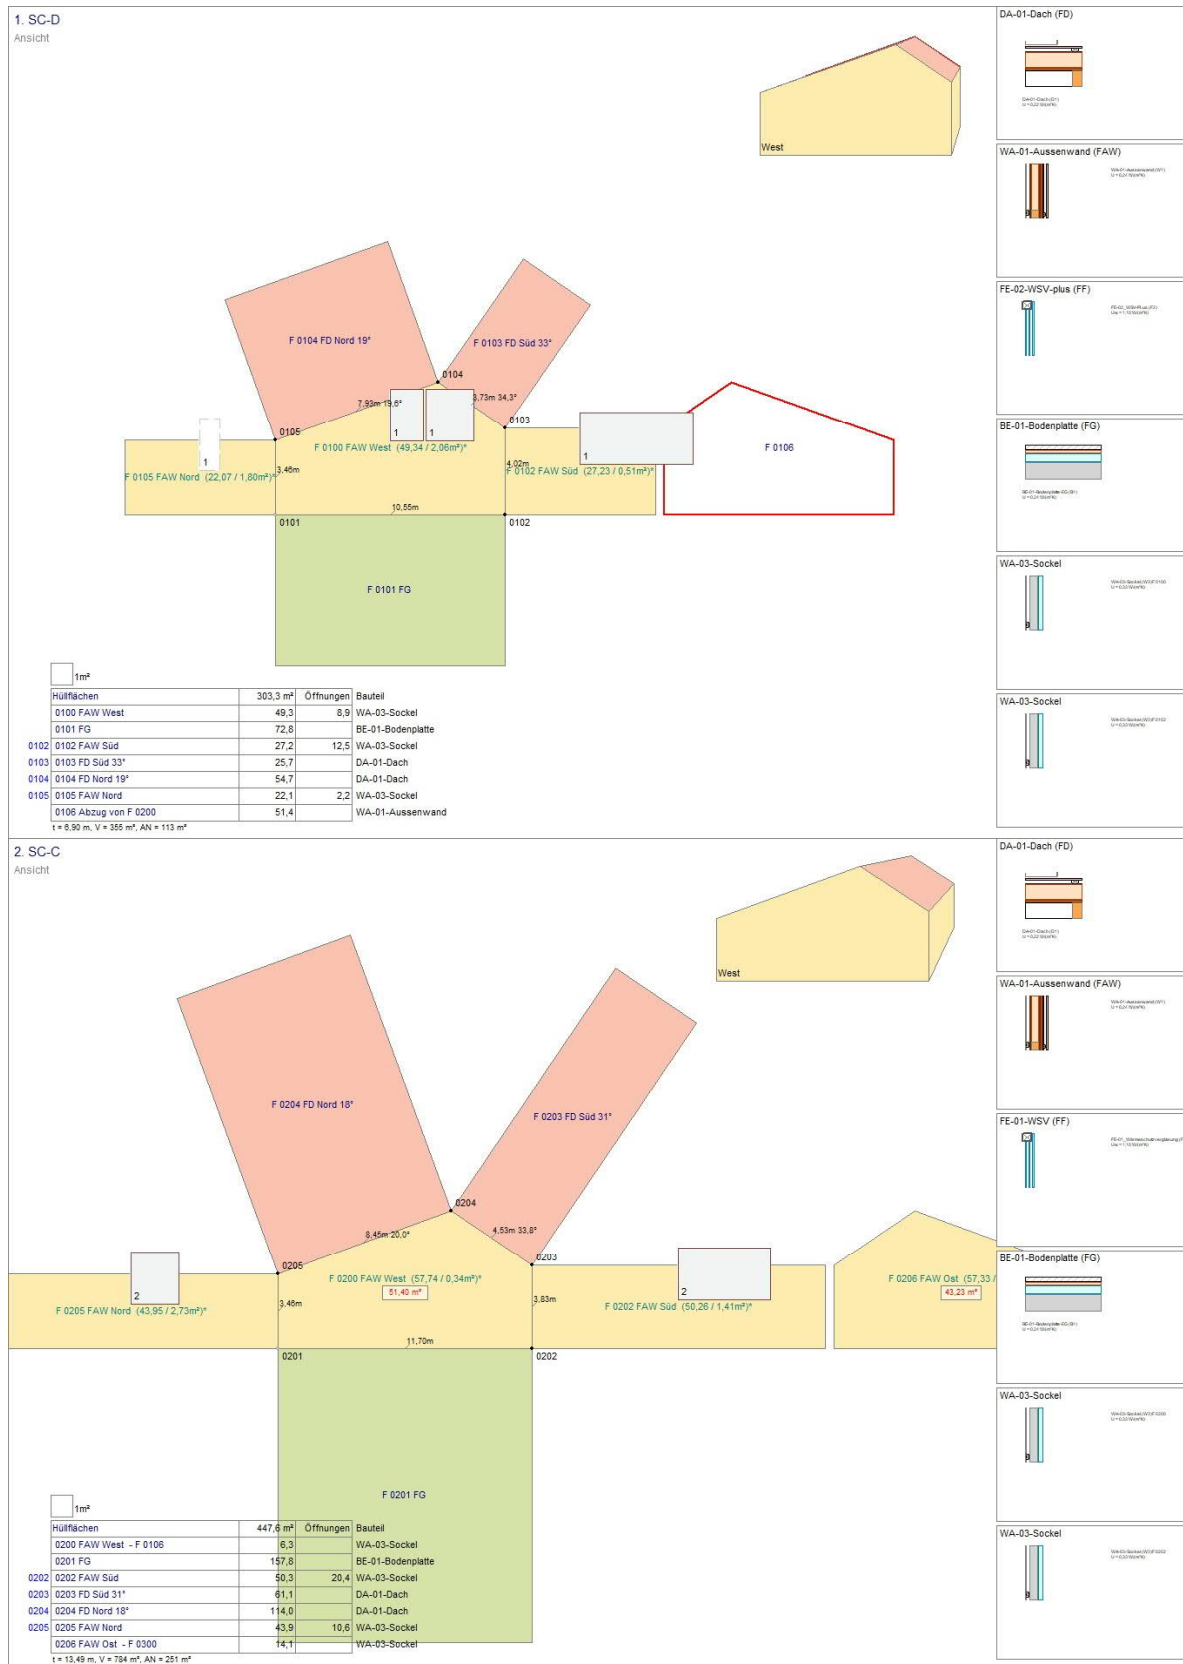 1. SC-D
Ansicht
West
F 0104 FD Nord 19°
F 0103 FD Süd 33°
0104
7,93m 19,6°
3,73m 34,3°
0105
0103
1
1
1
1
F 0100 FAW West (49,34 / 2,06m²)*
F 0106
F 0105 FAW Nord (22,07 / 1,80m²)*
3,46m
4,02m
F 0102 FAW Süd (27,23 / 0,51m²)*
10,55m
0101
0102
F 0101 FG
1m²
Hüllflächen 303,3 m² Öffnungen Bauteil
0100 FAW West 49,3 8,9 WA-03-Sockel
0101 FG 72,8 BE-01-Bodenplatte
0102 0102 FAW Süd 27,2 12,5 WA-03-Sockel
0103 0103 FD Süd 33° 25,7 DA-01-Dach
0104 0104 FD Nord 19° 54,7 DA-01-Dach
0105 0105 FAW Nord 22,1 2,2 WA-03-Sockel
0106 Abzug von F 0200 51,4 WA-01-Aussenwand
t = 6,90 m, V = 355 m³, AN = 113 m²
DA-01-Dach (FD)
WA-01-Aussenwand (FAW)
FE-02-WSV-plus (FF)
BE-01-Bodenplatte (FG)
WA-03-Sockel
WA-03-Sockel
2. SC-C
Ansicht
West
F 0204 FD Nord 18°
F 0203 FD Süd 31°
0204
8,45m 20,0°
4,53m 33,8°
0205
0203
2
2
F 0200 FAW West (57,74 / 0,34m²)*
51,40 m²
F 0206 FAW Ost (57,33 /
43,23 m²
F 0205 FAW Nord (43,95 / 2,73m²)*
3,46m
3,83m
F 0202 FAW Süd (50,26 / 1,41m²)*
11,70m
0201
0202
F 0201 FG
1m²
Hüllflächen 447,6 m² Öffnungen Bauteil
0200 FAW West - F 0106 6,3 WA-03-Sockel
0201 FG 157,8 BE-01-Bodenplatte
0202 0202 FAW Süd 50,3 20,4 WA-03-Sockel
0203 0203 FD Süd 31° 61,1 DA-01-Dach
0204 0204 FD Nord 18° 114,0 DA-01-Dach
0205 0205 FAW Nord 43,9 10,6 WA-03-Sockel
0206 FAW Ost - F 0300 14,1 WA-03-Sockel
t = 13,49 m, V = 784 m³, AN = 251 m²
DA-01-Dach (FD)
WA-01-Aussenwand (FAW)
FE-01-WSV (FF)
BE-01-Bodenplatte (FG)
WA-03-Sockel
WA-03-Sockel